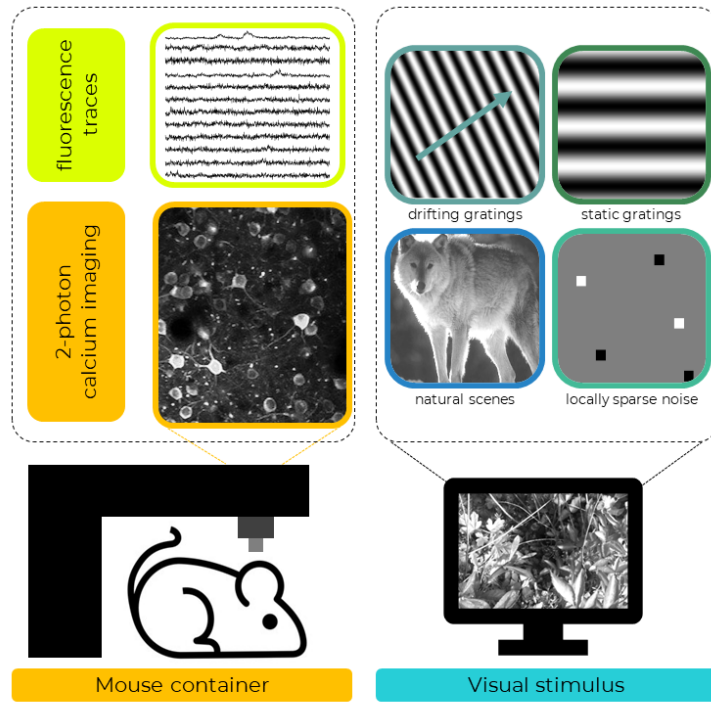 fluorescence
traces
2-photon
calcium imaging
drifting gratings
static gratings
natural scenes
locally sparse noise
Mouse container
Visual stimulus